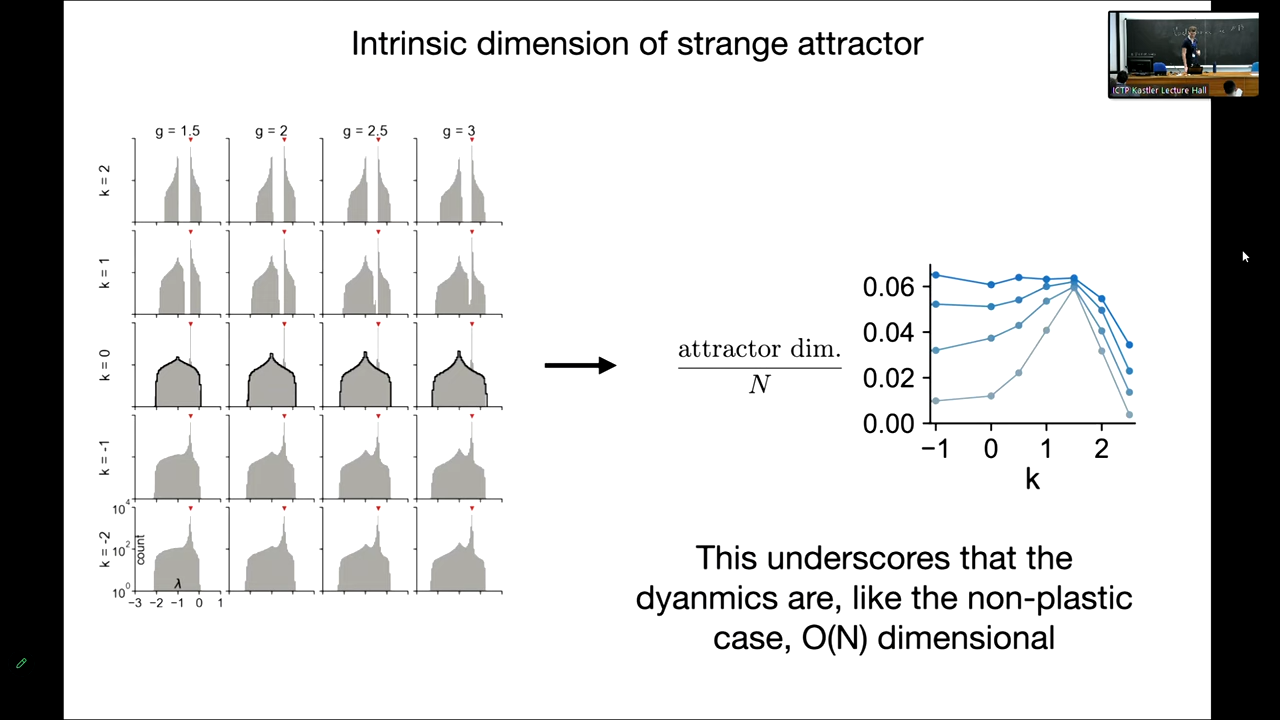 Intrinsic dimension of strange attractor
ICTP Kastler Lecture Hall
g = 1.5 g = 2 g = 2.5 g = 3
k = 2
k = 1
k = 0
k = -1
k = -2
10^4
10^2
10^0
count
λ
−3 −2 −1 0 1
attractor dim.
N
0.06
0.04
0.02
0.00
−1 0 1 2
k
This underscores that the
dyanmics are, like the non-plastic
case, O(N) dimensional